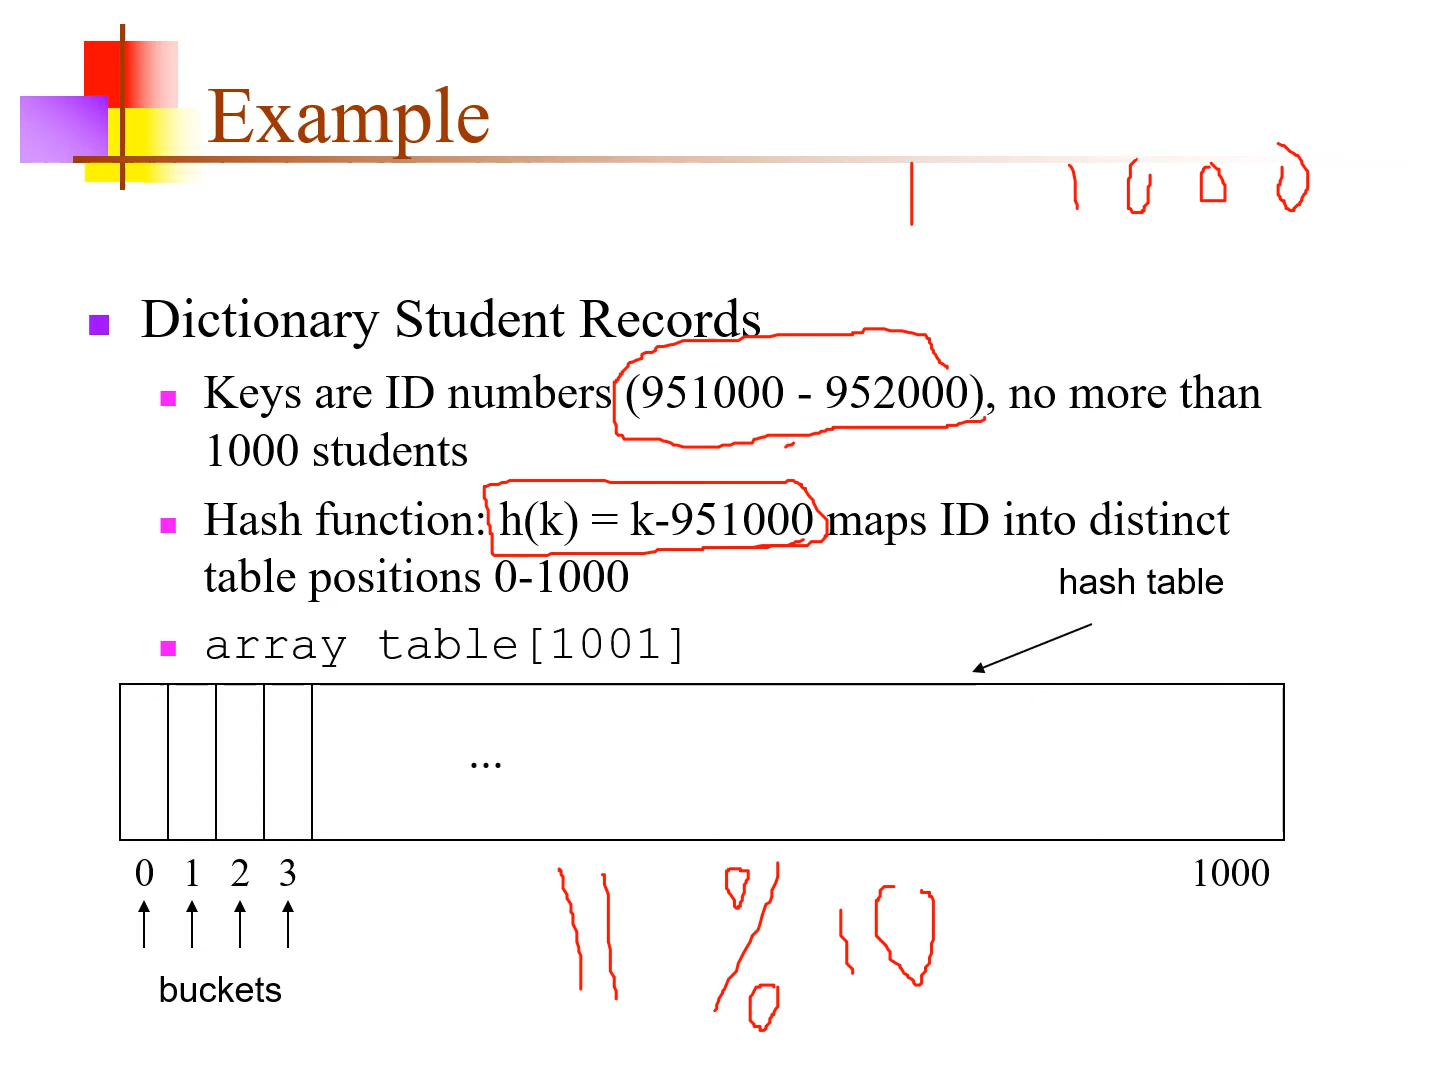 Example
1 1000
Dictionary Student Records
Keys are ID numbers (951000 - 952000), no more than
1000 students
Hash function: h(k) = k-951000 maps ID into distinct
table positions 0-1000
hash table
array table[1001]
...
0 1 2 3 1000
buckets
11 % 10